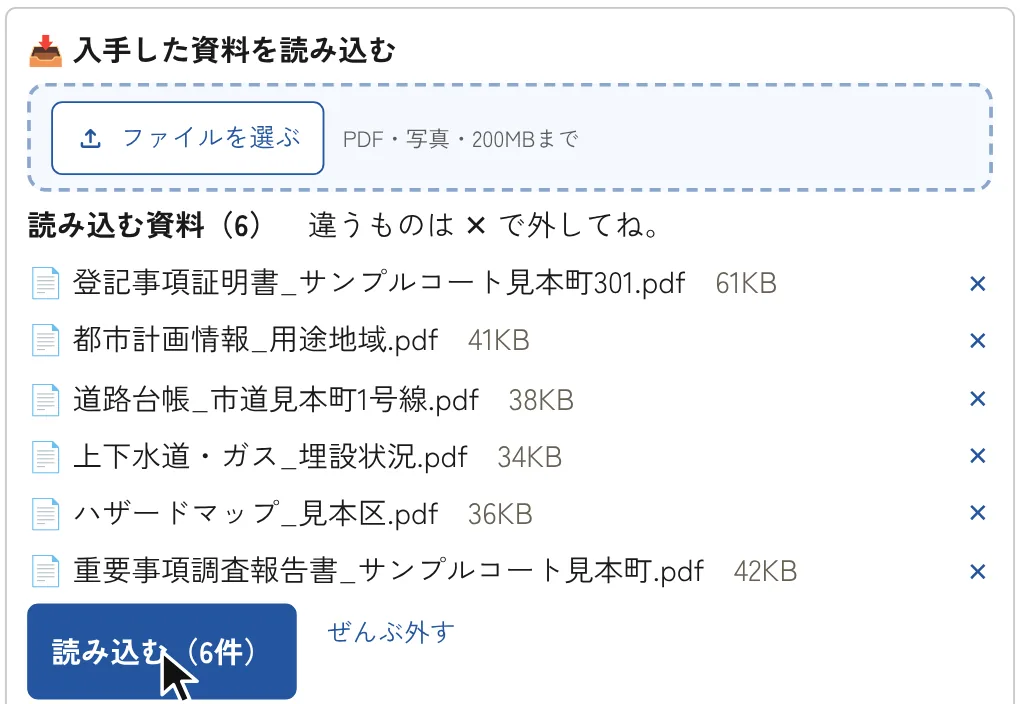 入手した資料を読み込む
ファイルを選ぶ PDF・写真・200MBまで
読み込む資料（6） 違うものは ✕ で外してね。
登記事項証明書_サンプルコート見本町301.pdf 61KB ✕
都市計画情報_用途地域.pdf 41KB ✕
道路台帳_市道見本町1号線.pdf 38KB ✕
上下水道・ガス_埋設状況.pdf 34KB ✕
ハザードマップ_見本区.pdf 36KB ✕
重要事項調査報告書_サンプルコート見本町.pdf 42KB ✕
読み込む（6件） ぜんぶ外す